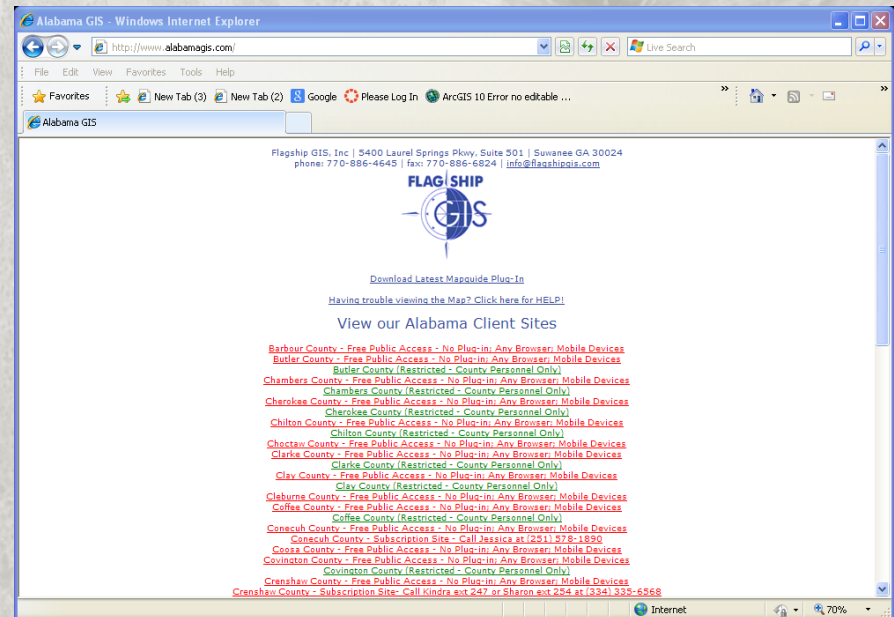 Alabama GIS - Windows Internet Explorer
http://www.alabamagis.com/
Live Search
File Edit View Favorites Tools Help
Favorites New Tab (3) New Tab (2) Google Please Log In ArcGIS 10 Error no editable ...
Alabama GIS
Flagship GIS, Inc | 5400 Laurel Springs Pkwy, Suite 501 | Suwanee GA 30024
phone: 770-886-4645 | fax: 770-886-6824 | info@flagshipgis.com
FLAG SHIP
GIS
Download Latest Mapguide Plug-In
Having trouble viewing the Map? Click here for HELP!
View our Alabama Client Sites
Barbour County - Free Public Access - No Plug-in; Any Browser; Mobile Devices
Butler County - Free Public Access - No Plug-in; Any Browser; Mobile Devices
Butler County (Restricted - County Personnel Only)
Chambers County - Free Public Access - No Plug-in; Any Browser; Mobile Devices
Chambers County (Restricted - County Personnel Only)
Cherokee County - Free Public Access - No Plug-in; Any Browser; Mobile Devices
Cherokee County (Restricted - County Personnel Only)
Chilton County - Free Public Access - No Plug-in; Any Browser; Mobile Devices
Chilton County (Restricted - County Personnel Only)
Choctaw County - Free Public Access - No Plug-in; Any Browser; Mobile Devices
Clarke County - Free Public Access - No Plug-in; Any Browser; Mobile Devices
Clarke County (Restricted - County Personnel Only)
Clay County - Free Public Access - No Plug-in; Any Browser; Mobile Devices
Clay County (Restricted - County Personnel Only)
Cleburne County - Free Public Access - No Plug-in; Any Browser; Mobile Devices
Coffee County - Free Public Access - No Plug-in; Any Browser; Mobile Devices
Coffee County (Restricted - County Personnel Only)
Conecuh County - Free Public Access - No Plug-in; Any Browser; Mobile Devices
Conecuh County - Subscription Site - Call Jessica at (251) 578-1890
Coosa County - Free Public Access - No Plug-in; Any Browser; Mobile Devices
Covington County - Free Public Access - No Plug-in; Any Browser; Mobile Devices
Covington County (Restricted - County Personnel Only)
Crenshaw County - Free Public Access - No Plug-in; Any Browser; Mobile Devices
Crenshaw County - Subscription Site- Call Kindra ext 247 or Sharon ext 254 at (334) 335-6568
Internet 70%